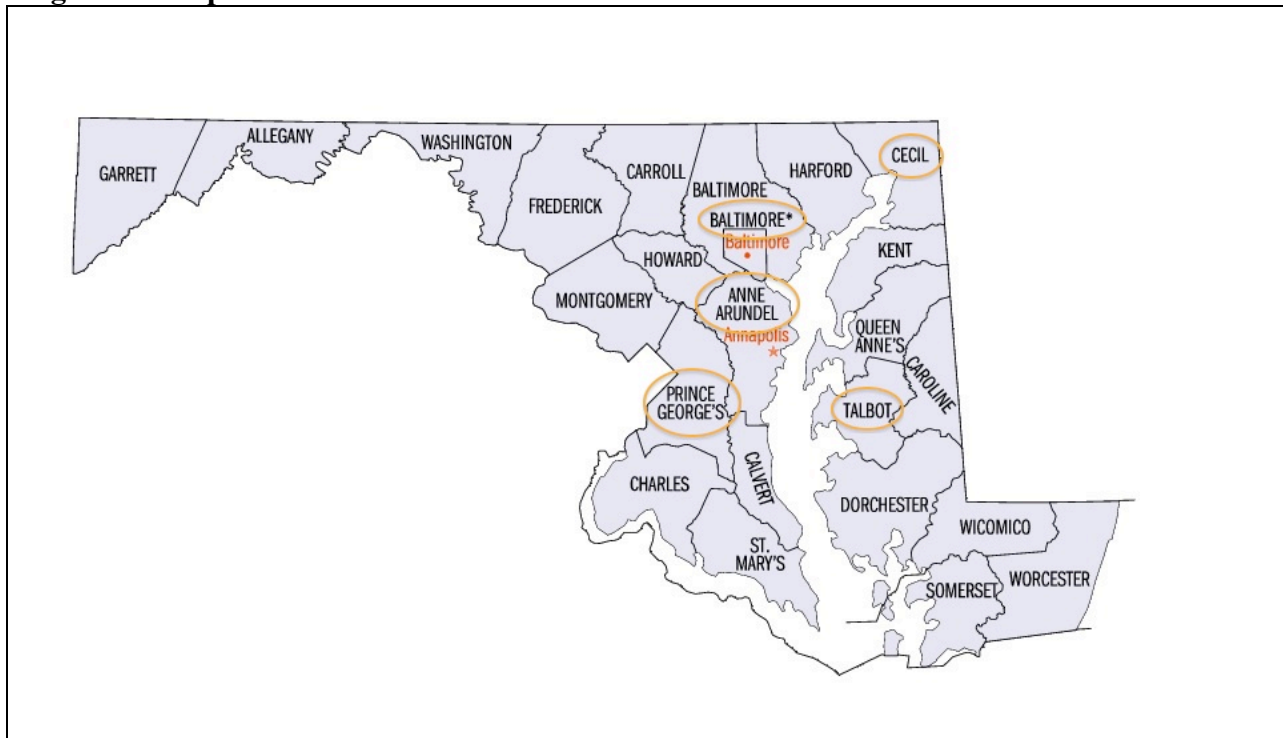 ALLEGANY
WASHINGTON
GARRETT
CARROLL
HARFORD
CECIL
BALTIMORE
FREDERICK
BALTIMORE*
Baltimore
HOWARD
KENT
MONTGOMERY
ANNE
ARUNDEL
Annapolis
QUEEN
ANNE'S
CAROLINE
PRINCE
GEORGE'S
TALBOT
CHARLES
CALVERT
DORCHESTER
WICOMICO
ST.
MARY'S
SOMERSET
WORCESTER